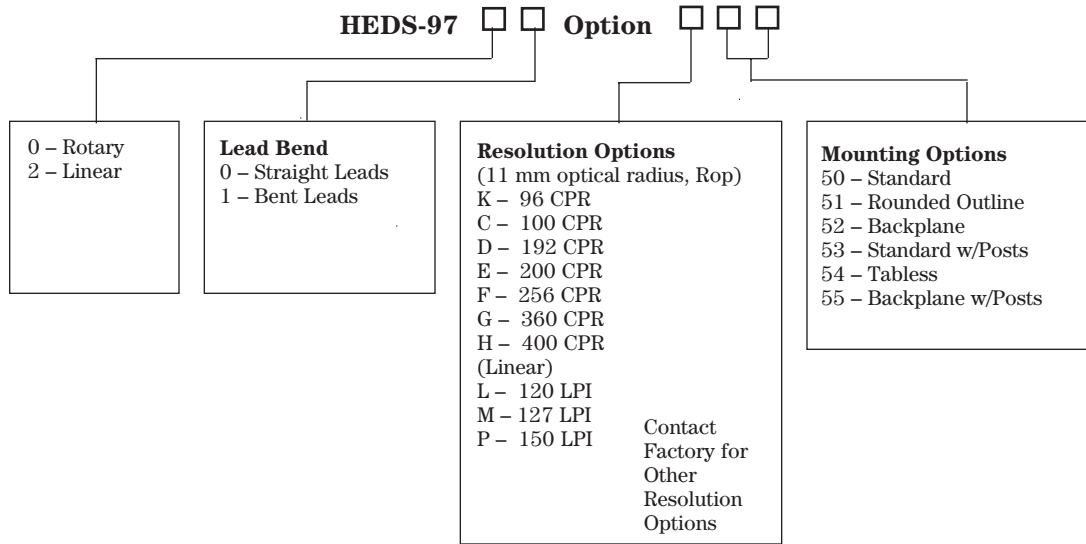 HEDS-97 □ □ Option □ □ □
0 – Rotary
2 – Linear
Lead Bend
0 – Straight Leads
1 – Bent Leads
Resolution Options
(11 mm optical radius, Rop)
K – 96 CPR
C – 100 CPR
D – 192 CPR
E – 200 CPR
F – 256 CPR
G – 360 CPR
H – 400 CPR
(Linear)
L – 120 LPI
M – 127 LPI
P – 150 LPI
Contact
Factory for
Other
Resolution
Options
Mounting Options
50 – Standard
51 – Rounded Outline
52 – Backplane
53 – Standard w/Posts
54 – Tabless
55 – Backplane w/Posts